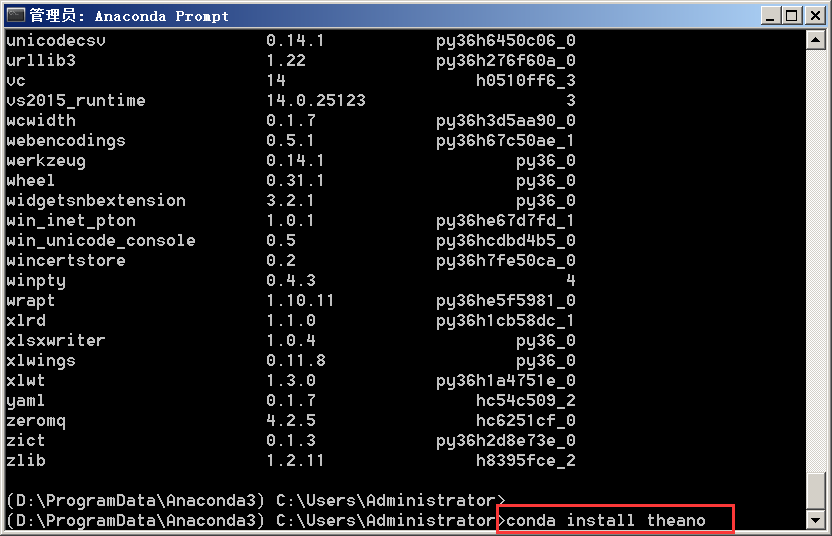 管理员: Anaconda Prompt
unicodecsv 0.14.1 py36h6450c06_0
urllib3 1.22 py36h276f60a_0
vc 14 h0510ff6_3
vs2015_runtime 14.0.25123 3
wcwidth 0.1.7 py36h3d5aa90_0
webencodings 0.5.1 py36h67c50ae_1
werkzeug 0.14.1 py36_0
wheel 0.31.1 py36_0
widgetsnbextension 3.2.1 py36_0
win_inet_pton 1.0.1 py36he67d7fd_1
win_unicode_console 0.5 py36hcdbd4b5_0
wincertstore 0.2 py36h7fe50ca_0
winpty 0.4.3 4
wrapt 1.10.11 py36he5f5981_0
xlrd 1.1.0 py36h1cb58dc_1
xlsxwriter 1.0.4 py36_0
xlwings 0.11.8 py36_0
xlwt 1.3.0 py36h1a4751e_0
yaml 0.1.7 hc54c509_2
zeromq 4.2.5 hc6251cf_0
zict 0.1.3 py36h2d8e73e_0
zlib 1.2.11 h8395fce_2
(D:\ProgramData\Anaconda3) C:\Users\Administrator>
(D:\ProgramData\Anaconda3) C:\Users\Administrator>conda install theano